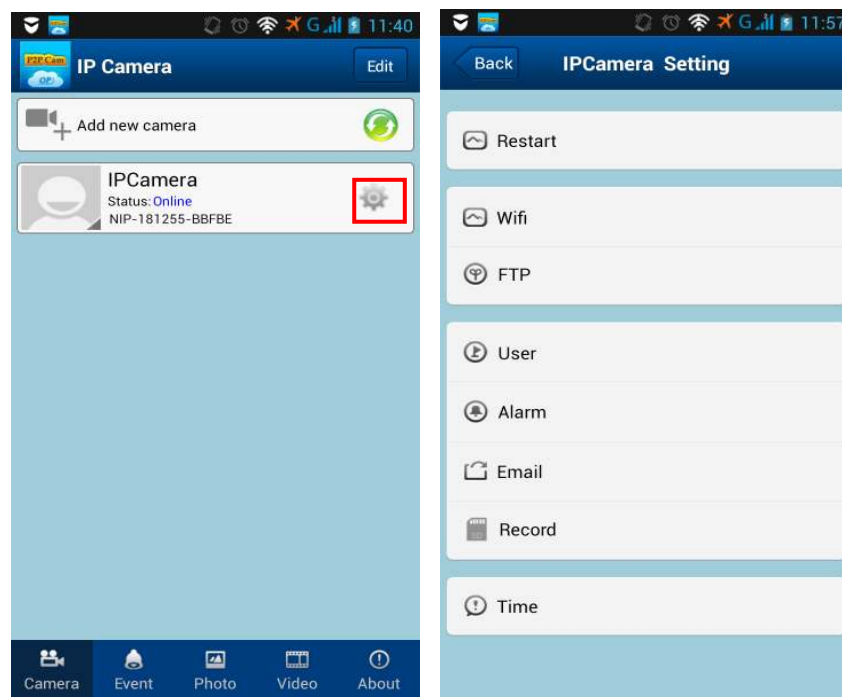 G 11:40
P2P Cam
OP
IP Camera
Edit
Add new camera
IPCamera
Status:Online
NIP-181255-BBFBE
Camera
Event
Photo
Video
About
G 11:57
Back
IPCamera Setting
Restart
Wifi
FTP
User
Alarm
Email
Record
Time